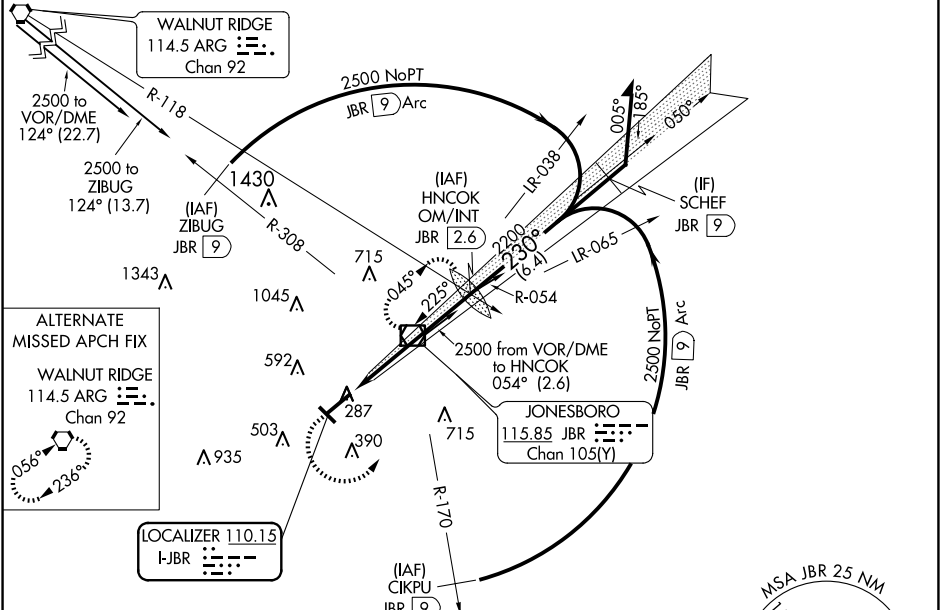 WALNUT RIDGE
114.5 ARG
Chan 92
2500 to
VOR/DME
124° (22.7)
R-118
2500 to
ZIBUG
124° (13.7)
2500 NoPT
JBR 9 Arc
005°
185°
050°
LR-038
(IAF)
ZIBUG
JBR 9
1430
R-308
(IAF)
HNCOK
OM/INT
JBR 2.6
(IF)
SCHEF
JBR 9
2200
230°
(6.4)
LR-065
1343
715
1045
045°
225°
R-054
ALTERNATE
MISSED APCH FIX
WALNUT RIDGE
114.5 ARG
Chan 92
056°
236°
2500 from VOR/DME
to HNCOK
054° (2.6)
2500 NoPT
JBR 9 Arc
592
287
JONESBORO
115.85 JBR
Chan 105(Y)
503
390
715
935
R-170
LOCALIZER 110.15
I-JBR
(IAF)
CIKPU
JBR 9
MSA JBR 25 NM